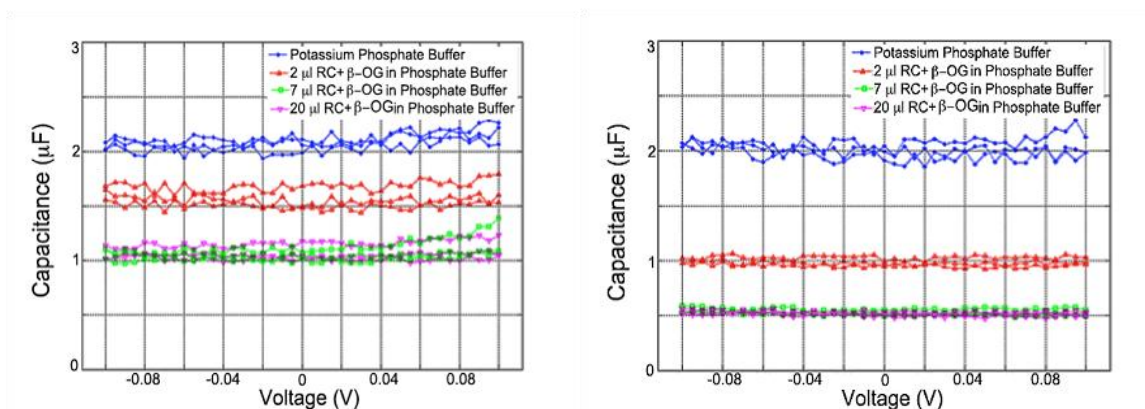 3
Potassium Phosphate Buffer
2 µl RC+ β-OG in Phosphate Buffer
7 µl RC+ β-OG in Phosphate Buffer
20 µl RC+ β-OG in Phosphate Buffer
2
1
0
Capacitance (µF)
-0.08 -0.04 0 0.04 0.08
Voltage (V)
3
Potassium Phosphate Buffer
2 µl RC+ β-OG in Phosphate Buffer
7 µl RC+ β-OG in Phosphate Buffer
20 µl RC+ β-OG in Phosphate Buffer
2
1
0
Capacitance (µF)
-0.08 -0.04 0 0.04 0.08
Voltage (V)